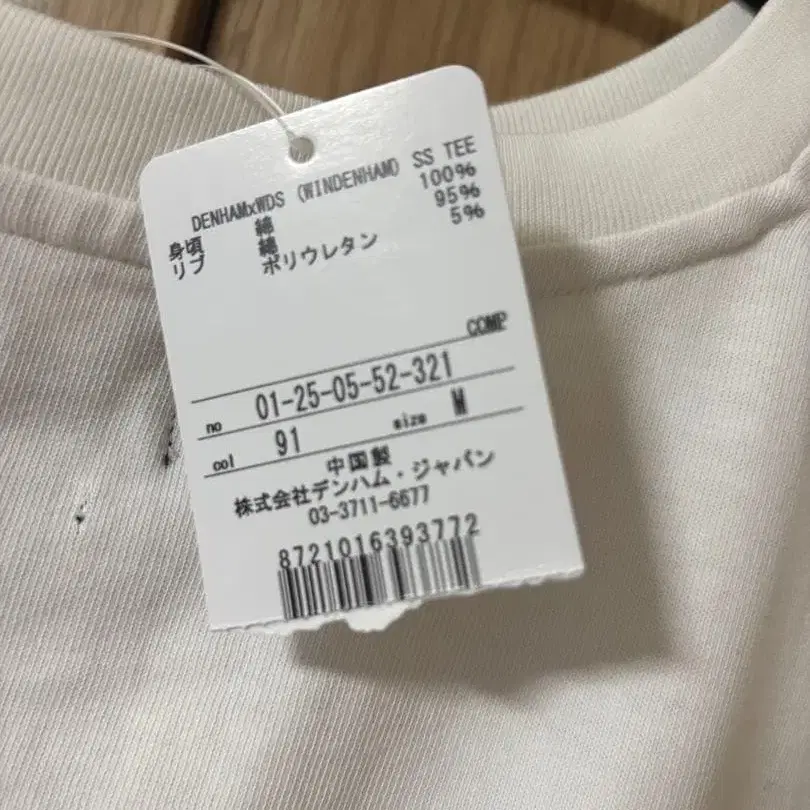 DENHAMxWDS (WINDENHAM) SS TEE
身頃 綿 100%
リブ 綿 95%
ポリウレタン 5%
COMP
no 01-25-05-52-321
col 91 size M
中国製
株式会社デンハム・ジャパン
03-3711-6677
8721016393772